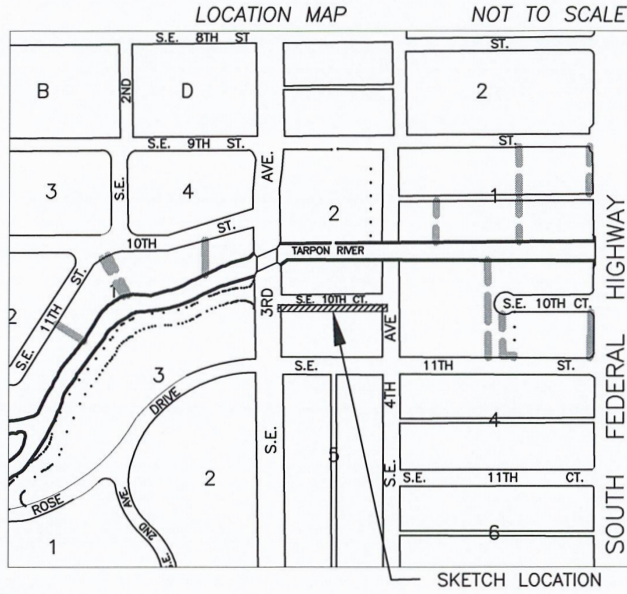 LOCATION MAP
NOT TO SCALE
S.E. 8TH ST
ST.
B
2ND
D
2
S.E. 9TH ST.
ST.
AVE.
3
S.E.
4
1
2
ST.
10TH
TARPON RIVER
HIGHWAY
1
ST.
S.E. 10TH CT.
3RD
S.E. 10TH CT.
2
11TH
AVE
S.E.
3
S.E.
11TH
ST.
DRIVE
4TH
4
FEDERAL
S.E.
5
2
S.E.
S.E. 11TH CT.
ROSE
2ND AVE.
S.E.
1
6
SOUTH
SKETCH LOCATION